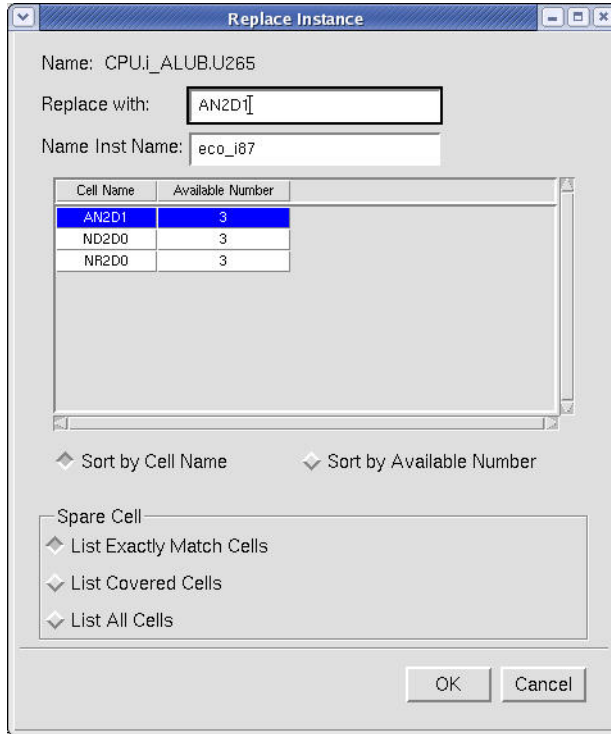 Replace Instance
Name: CPU.i_ALUB.U265
Replace with: AN2D1
Name Inst Name: eco_i87
Cell Name Available Number
AN2D1 3
ND2D0 3
NR2D0 3
Sort by Cell Name Sort by Available Number
Spare Cell
List Exactly Match Cells
List Covered Cells
List All Cells
OK Cancel